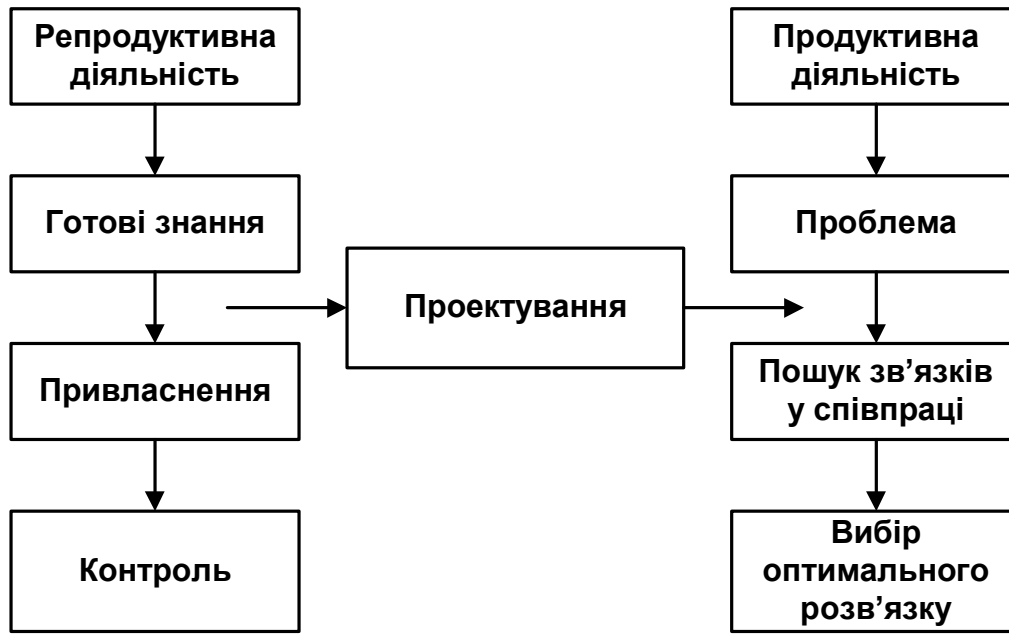 Репродуктивна
діяльність
Готові знання
Привласнення
Контроль
Проектування
Продуктивна
діяльність
Проблема
Пошук зв’язків
у співпраці
Вибір
оптимального
розв’язку